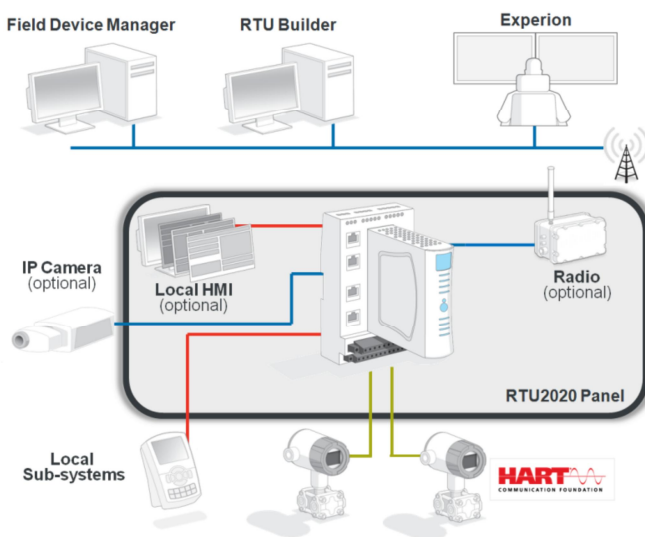 Field Device Manager
RTU Builder
Experion
IP Camera
(optional)
Local HMI
(optional)
Radio
(optional)
RTU2020 Panel
Local
Sub-systems
HART
COMMUNICATION FOUNDATION